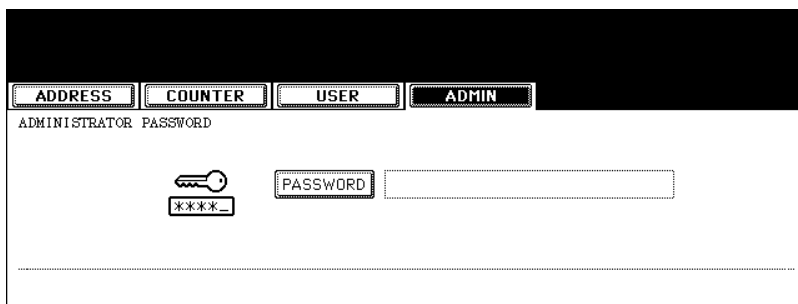 ADDRESS COUNTER USER ADMIN
ADMINISTRATOR PASSWORD
PASSWORD
****_